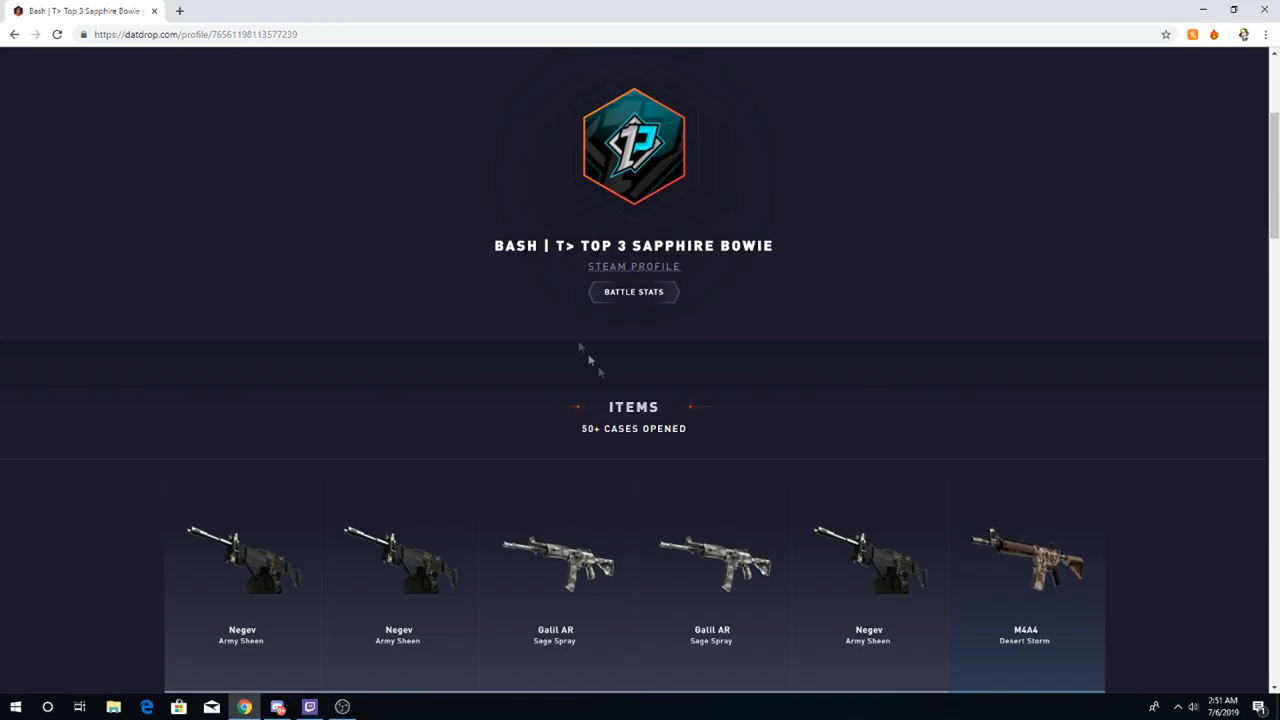 Bash | T> Top 3 Sapphire Bowie
https://datdrop.com/profile/76561198113577239
BASH | T> TOP 3 SAPPHIRE BOWIE
STEAM PROFILE
BATTLE STATS
ITEMS
50+ CASES OPENED
Negev
Army Sheen
Negev
Army Sheen
Galil AR
Sage Spray
Galil AR
Sage Spray
Negev
Army Sheen
M4A4
Desert Storm
2:51 AM
7/6/2019